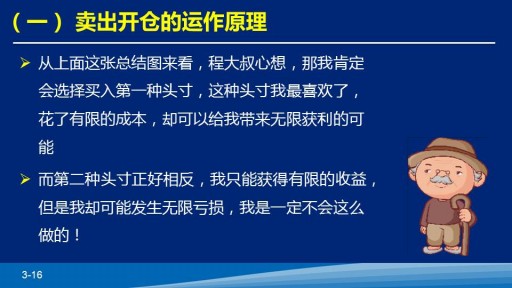 （一） 卖出开仓的运作原理
➢ 从上面这张总结图来看，程大叔心想，那我肯定
会选择买入第一种头寸，这种头寸我最喜欢了，
花了有限的成本，却可以给我带来无限获利的可
能
➢ 而第二种头寸正好相反，我只能获得有限的收益，
但是我却可能发生无限亏损，我是一定不会这么
做的！
3-16